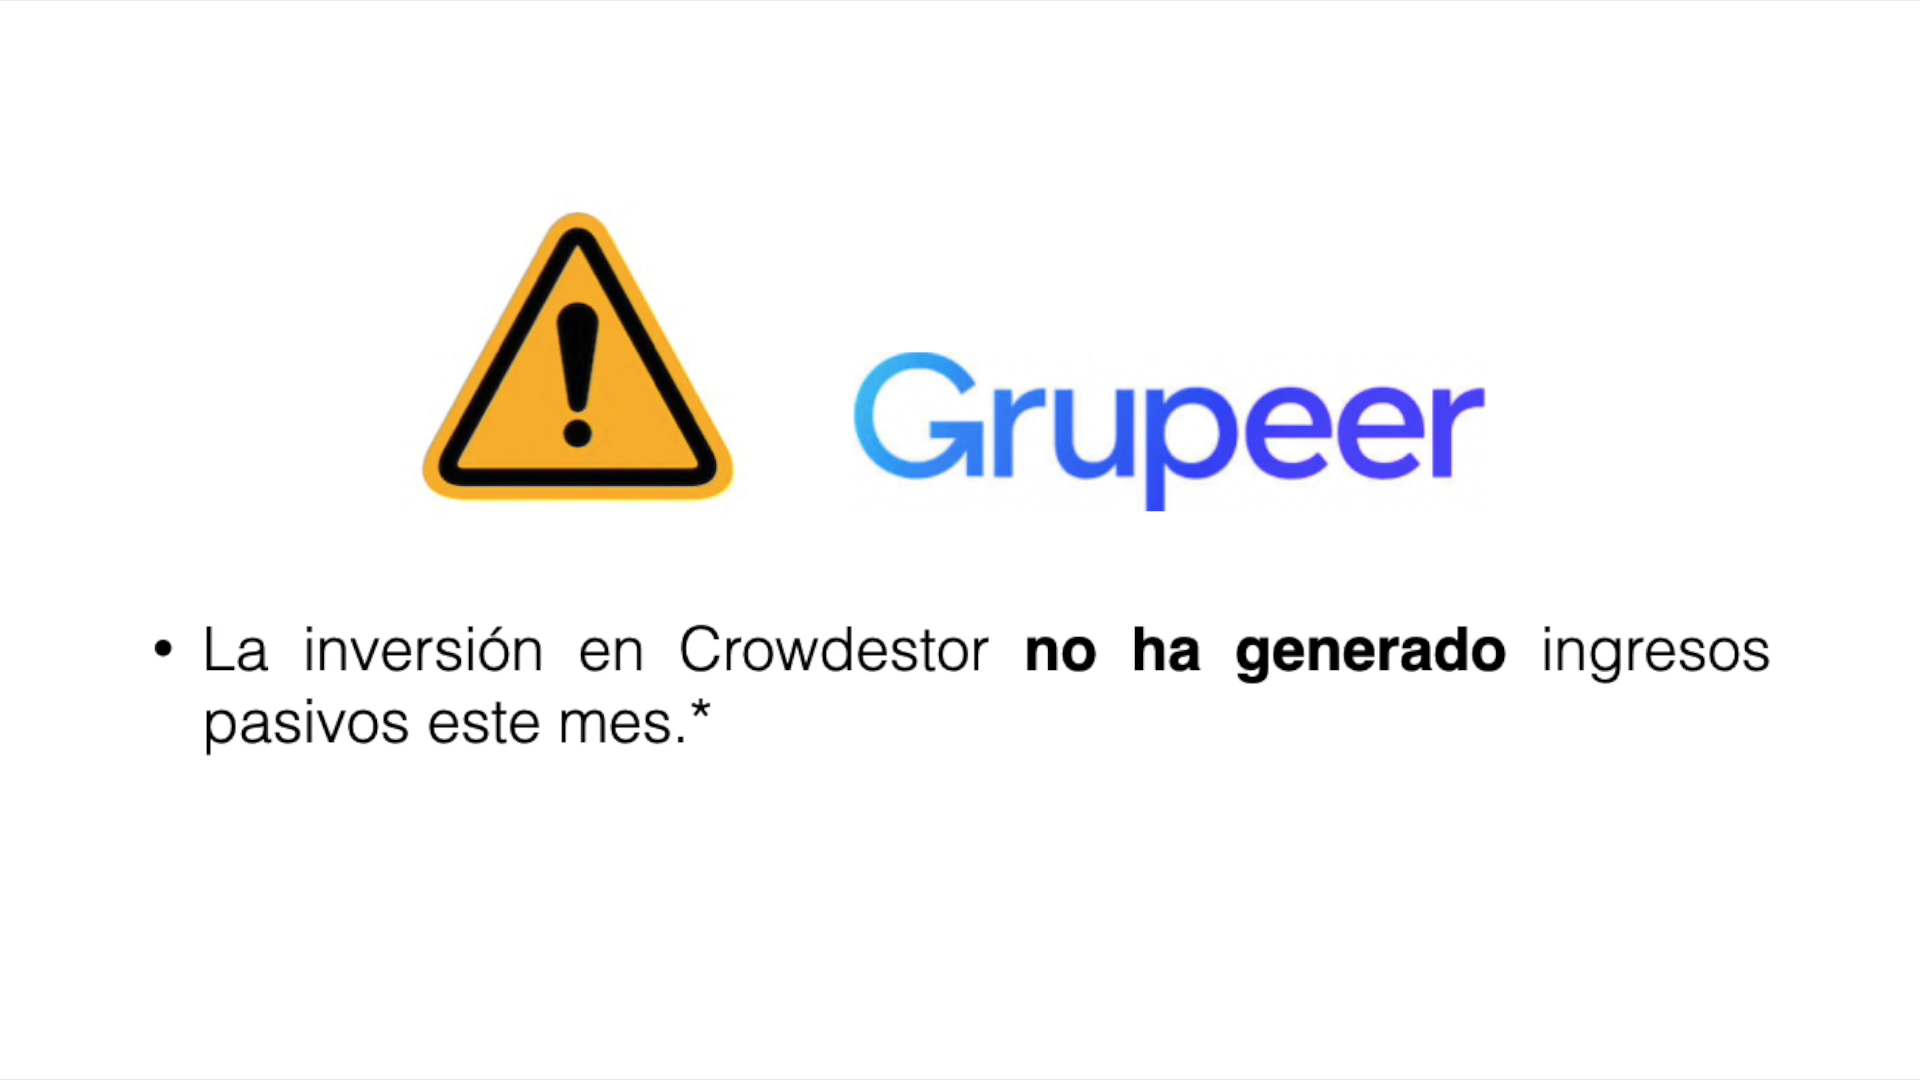 Grupeer
• La inversión en Crowdestor no ha generado ingresos
pasivos este mes.*